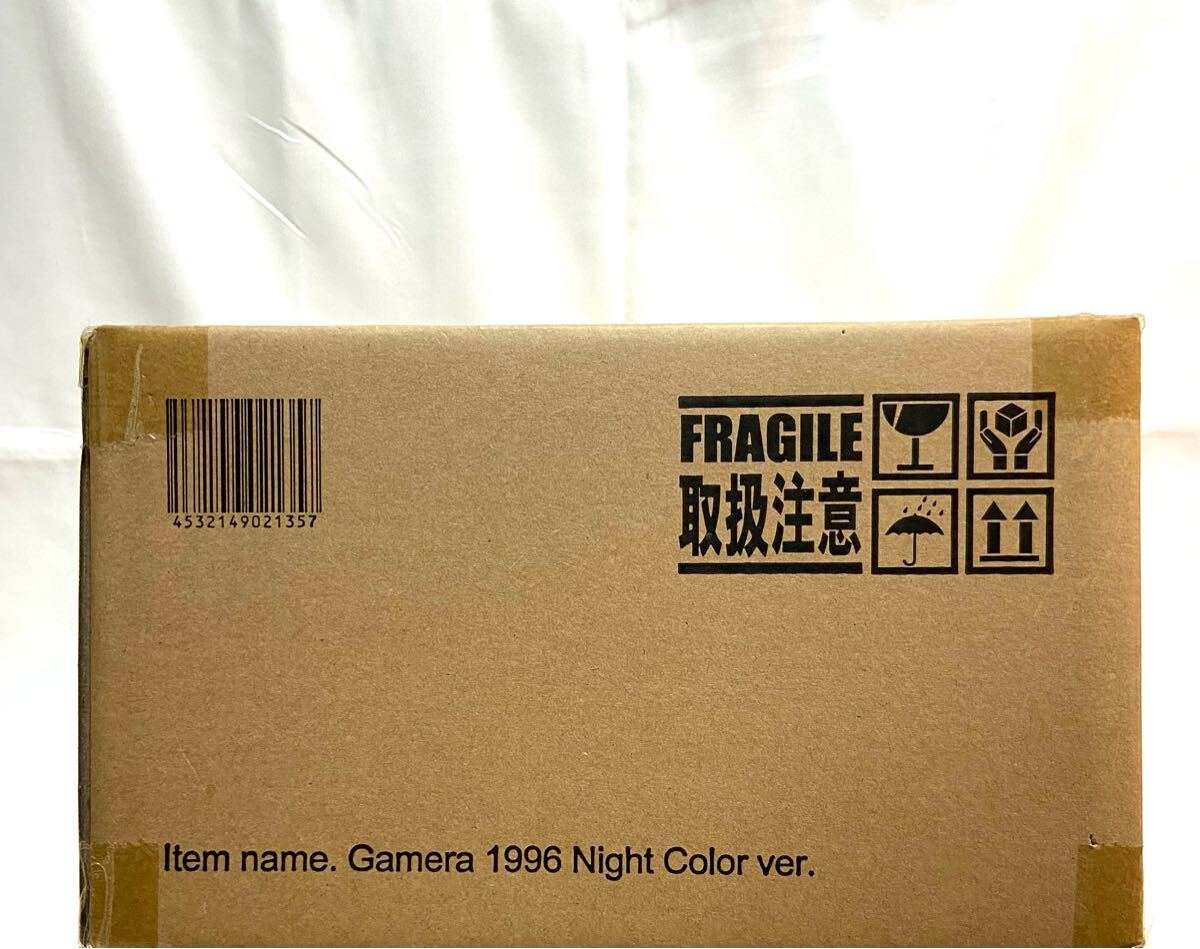 FRAGILE
取扱注意
4532149021357
Item name. Gamera 1996 Night Color ver.